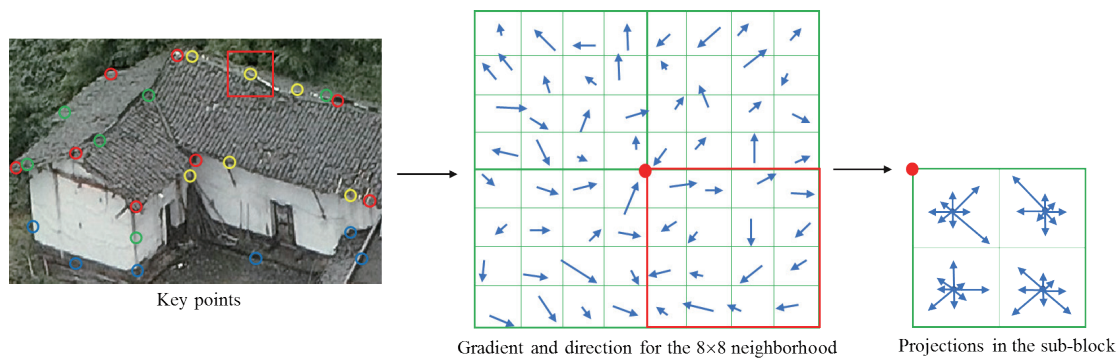 Key points
Gradient and direction for the 8×8 neighborhood
Projections in the sub-block